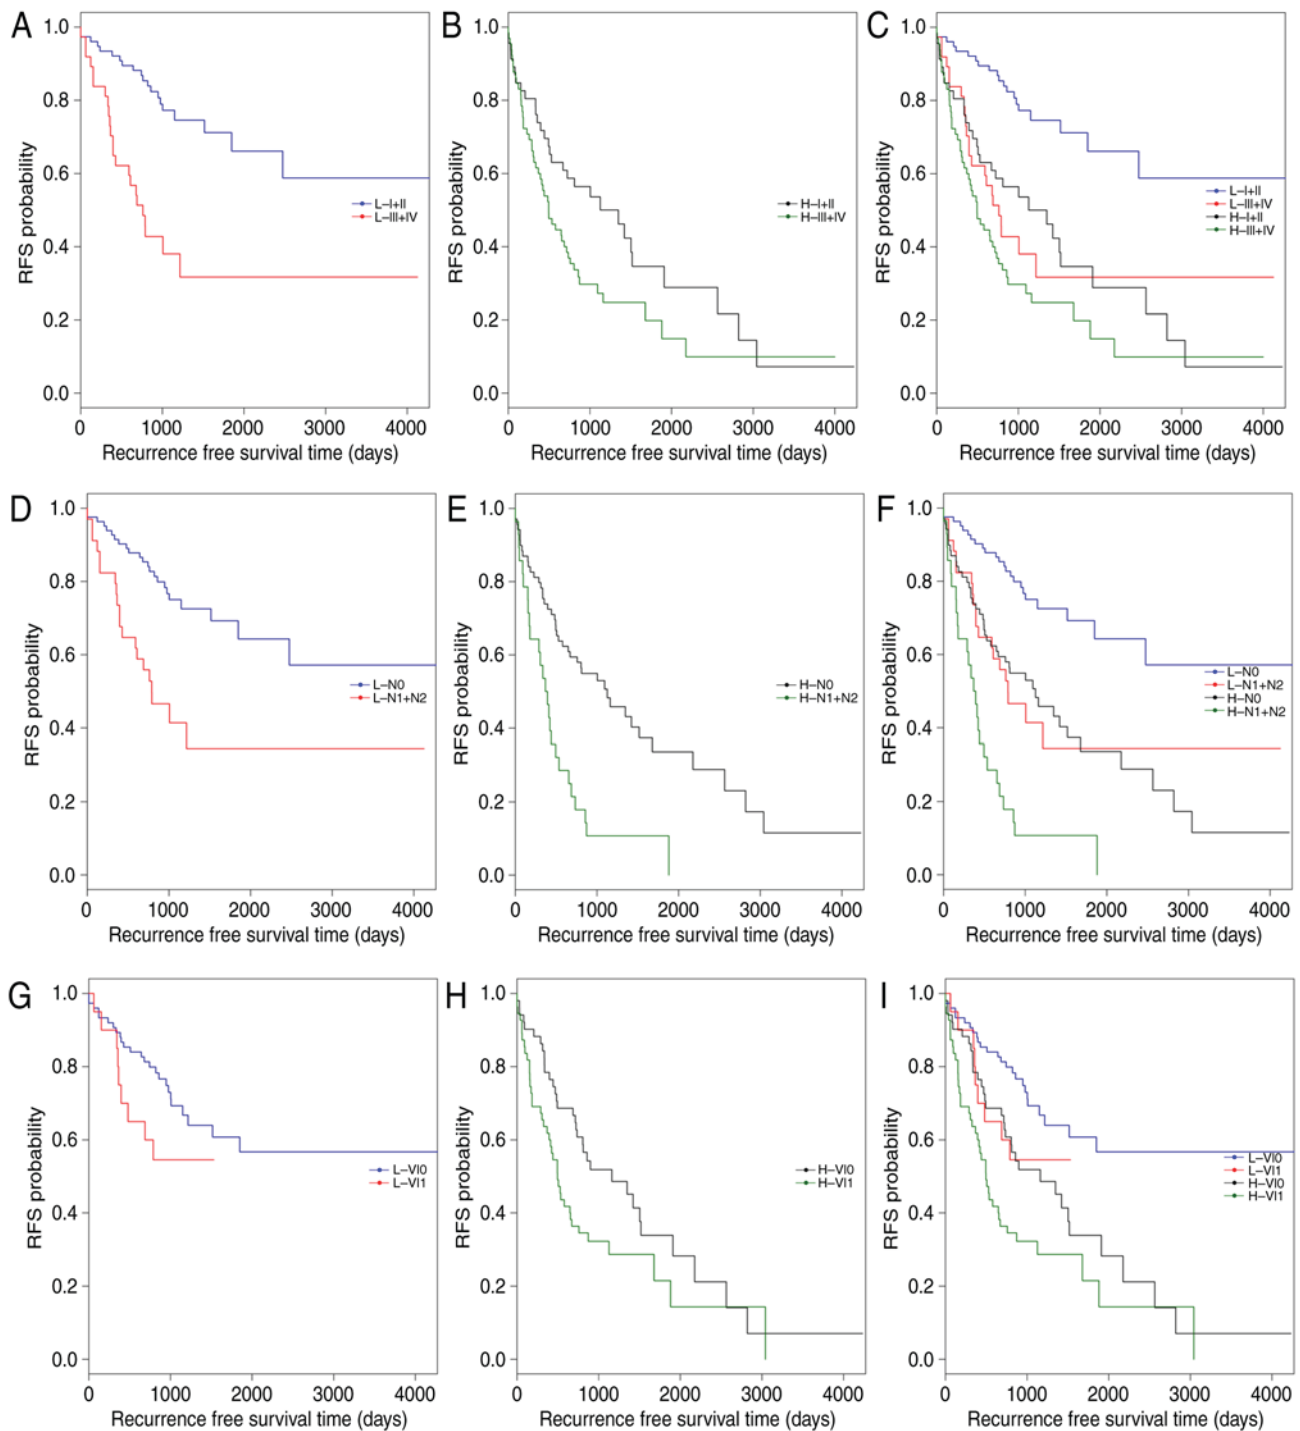 A
RFS probability
1.0
0.8
0.6
0.4
0.2
0.0
L–I+II
L–III+IV
0 1000 2000 3000 4000
Recurrence free survival time (days)
B
RFS probability
1.0
0.8
0.6
0.4
0.2
0.0
H–I+II
H–III+IV
0 1000 2000 3000 4000
Recurrence free survival time (days)
C
RFS probability
1.0
0.8
0.6
0.4
0.2
0.0
L–I+II
L–III+IV
H–I+II
H–III+IV
0 1000 2000 3000 4000
Recurrence free survival time (days)
D
RFS probability
1.0
0.8
0.6
0.4
0.2
0.0
L–N0
L–N1+N2
0 1000 2000 3000 4000
Recurrence free survival time (days)
E
RFS probability
1.0
0.8
0.6
0.4
0.2
0.0
H–N0
H–N1+N2
0 1000 2000 3000 4000
Recurrence free survival time (days)
F
RFS probability
1.0
0.8
0.6
0.4
0.2
0.0
L–N0
L–N1+N2
H–N0
H–N1+N2
0 1000 2000 3000 4000
Recurrence free survival time (days)
G
RFS probability
1.0
0.8
0.6
0.4
0.2
0.0
L–VI0
L–VI1
0 1000 2000 3000 4000
Recurrence free survival time (days)
H
RFS probability
1.0
0.8
0.6
0.4
0.2
0.0
H–VI0
H–VI1
0 1000 2000 3000 4000
Recurrence free survival time (days)
I
RFS probability
1.0
0.8
0.6
0.4
0.2
0.0
L–VI0
L–VI1
H–VI0
H–VI1
0 1000 2000 3000 4000
Recurrence free survival time (days)